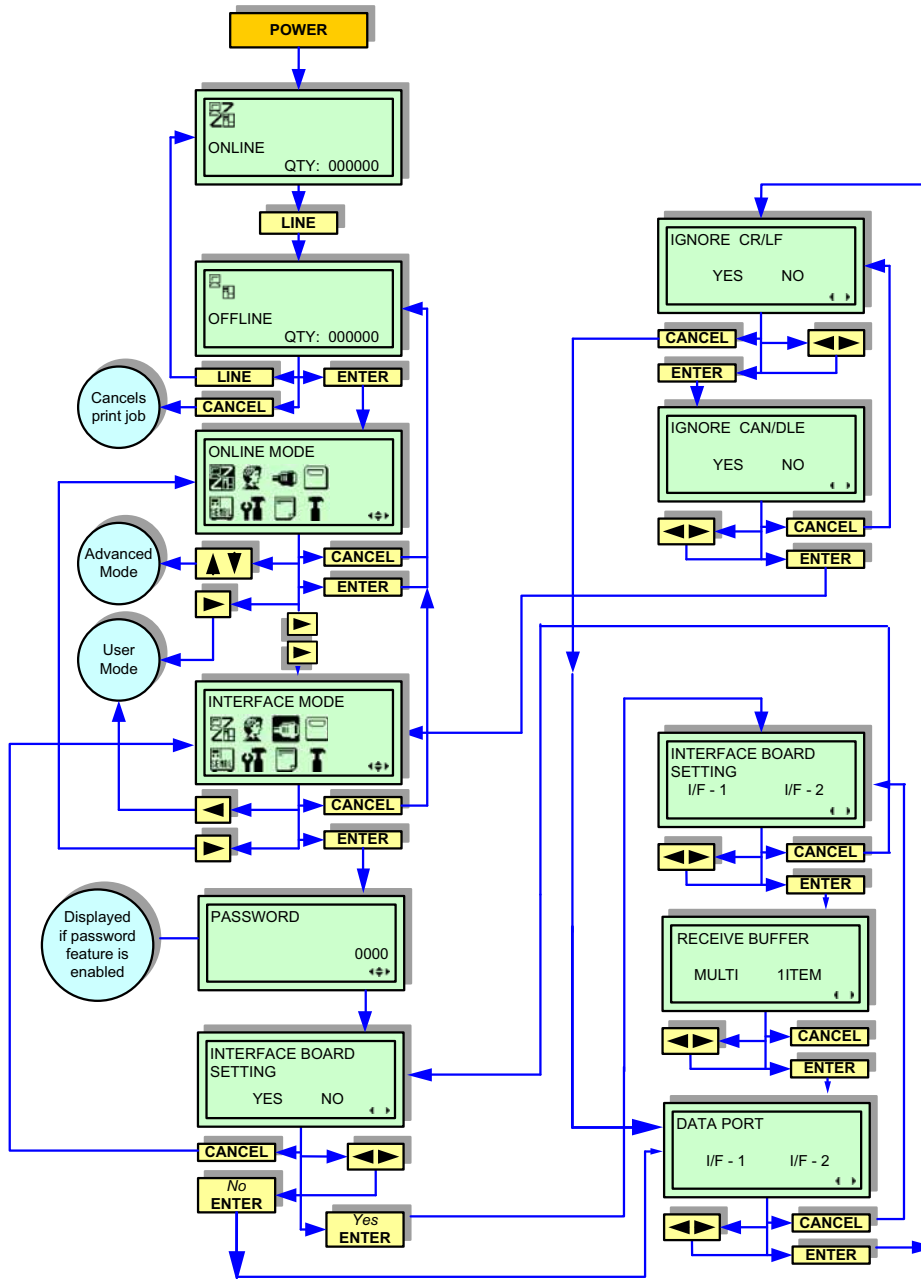 POWER
ONLINE
QTY: 000000
LINE
OFFLINE
QTY: 000000
LINE
ENTER
CANCEL
Cancels
print job
ONLINE MODE
Advanced
Mode
CANCEL
ENTER
User
Mode
INTERFACE MODE
CANCEL
ENTER
Displayed
if password
feature is
enabled
PASSWORD
0000
INTERFACE BOARD
SETTING
YES NO
CANCEL
No
ENTER
Yes
ENTER
IGNORE CR/LF
YES NO
CANCEL
ENTER
IGNORE CAN/DLE
YES NO
CANCEL
ENTER
INTERFACE BOARD
SETTING
I/F - 1 I/F - 2
CANCEL
ENTER
RECEIVE BUFFER
MULTI 1ITEM
CANCEL
ENTER
DATA PORT
I/F - 1 I/F - 2
CANCEL
ENTER